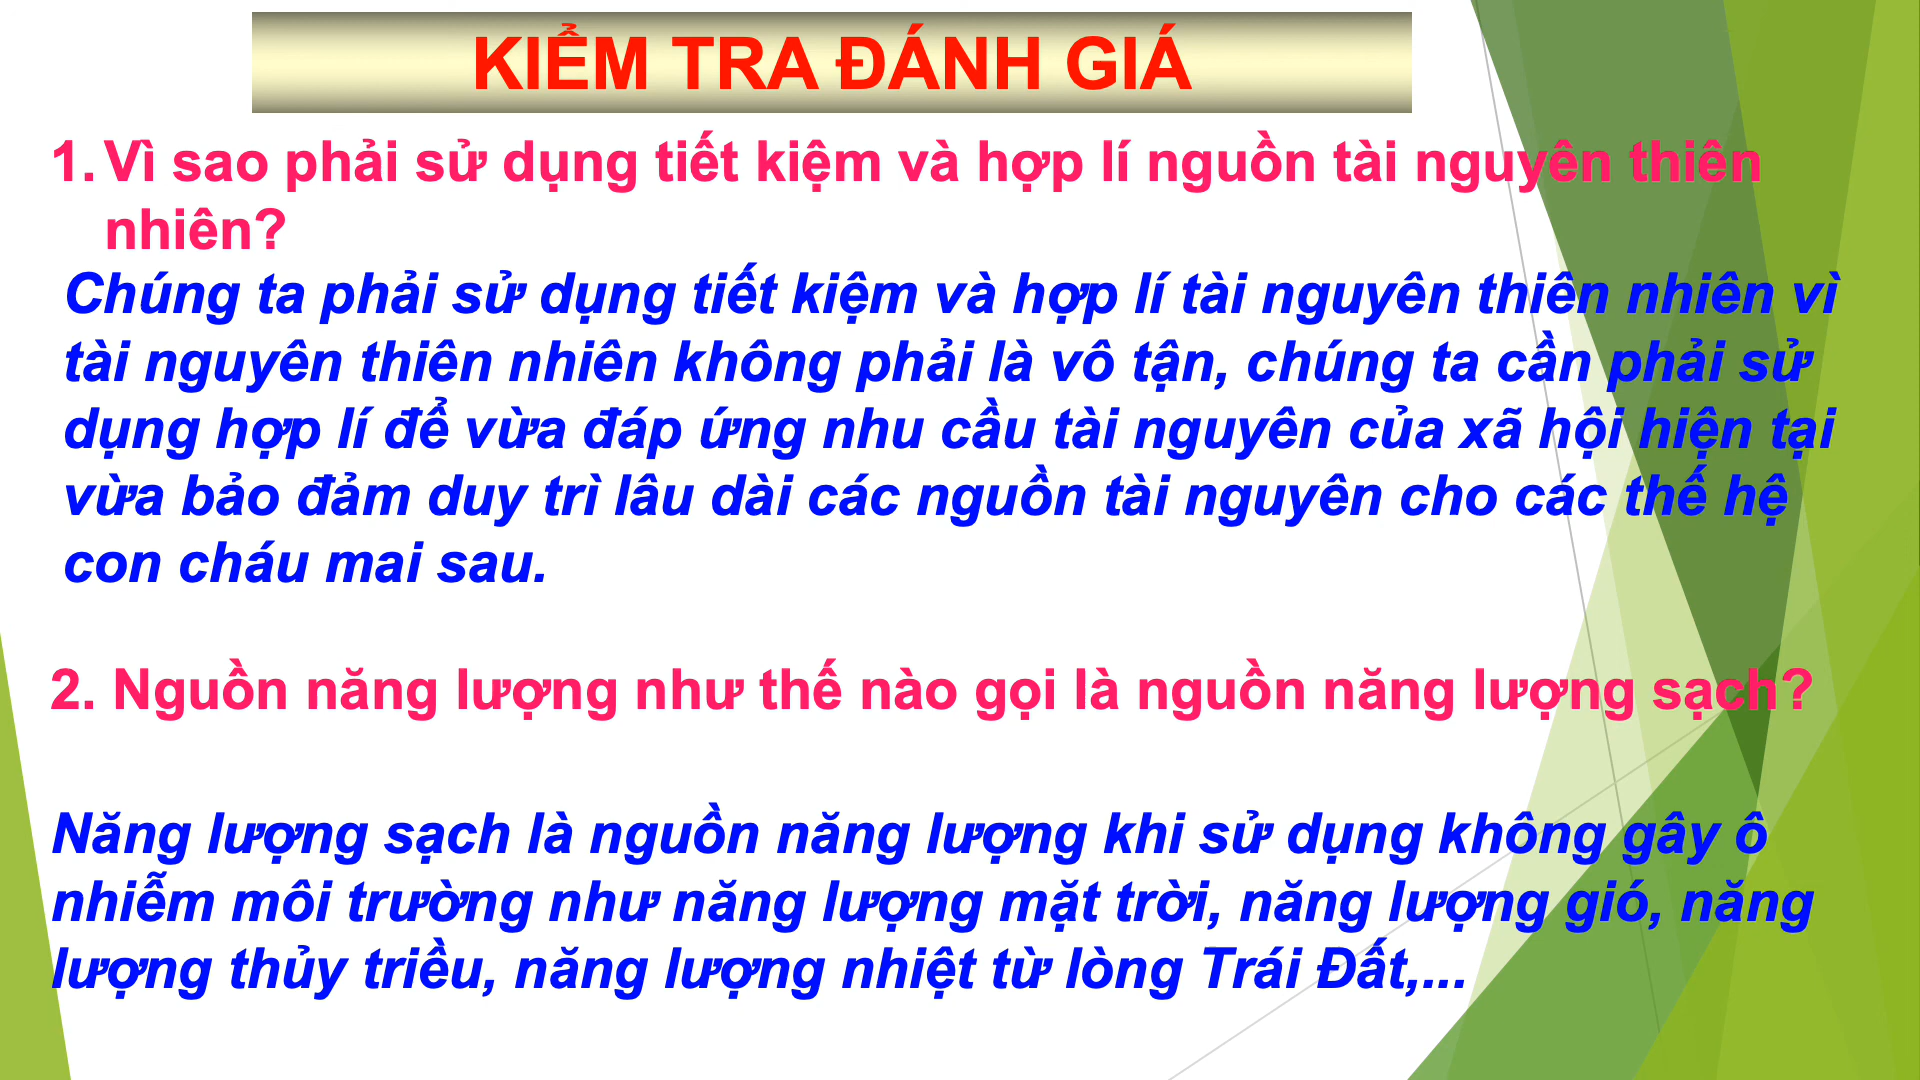 KIỂM TRA ĐÁNH GIÁ
1. Vì sao phải sử dụng tiết kiệm và hợp lí nguồn tài nguyên thiên
nhiên?
Chúng ta phải sử dụng tiết kiệm và hợp lí tài nguyên thiên nhiên vì
tài nguyên thiên nhiên không phải là vô tận, chúng ta cần phải sử
dụng hợp lí để vừa đáp ứng nhu cầu tài nguyên của xã hội hiện tại
vừa bảo đảm duy trì lâu dài các nguồn tài nguyên cho các thế hệ
con cháu mai sau.
2. Nguồn năng lượng như thế nào gọi là nguồn năng lượng sạch?
Năng lượng sạch là nguồn năng lượng khi sử dụng không gây ô
nhiễm môi trường như năng lượng mặt trời, năng lượng gió, năng
lượng thủy triều, năng lượng nhiệt từ lòng Trái Đất,...